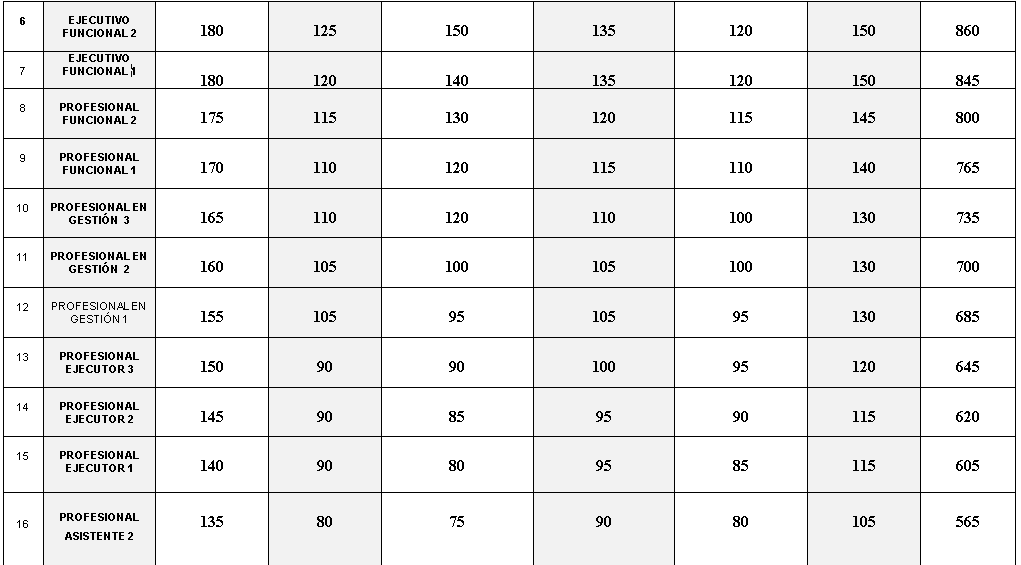 6 EJECUTIVO FUNCIONAL 2 180 125 150 135 120 150 860
7 EJECUTIVO FUNCIONAL 1 180 120 140 135 120 150 845
8 PROFESIONAL FUNCIONAL 2 175 115 130 120 115 145 800
9 PROFESIONAL FUNCIONAL 1 170 110 120 115 110 140 765
10 PROFESIONAL EN GESTIÓN 3 165 110 120 110 100 130 735
11 PROFESIONAL EN GESTIÓN 2 160 105 100 105 100 130 700
12 PROFESIONAL EN GESTIÓN 1 155 105 95 105 95 130 685
13 PROFESIONAL EJECUTOR 3 150 90 90 100 95 120 645
14 PROFESIONAL EJECUTOR 2 145 90 85 95 90 115 620
15 PROFESIONAL EJECUTOR 1 140 90 80 95 85 115 605
16 PROFESIONAL ASISTENTE 2 135 80 75 90 80 105 565